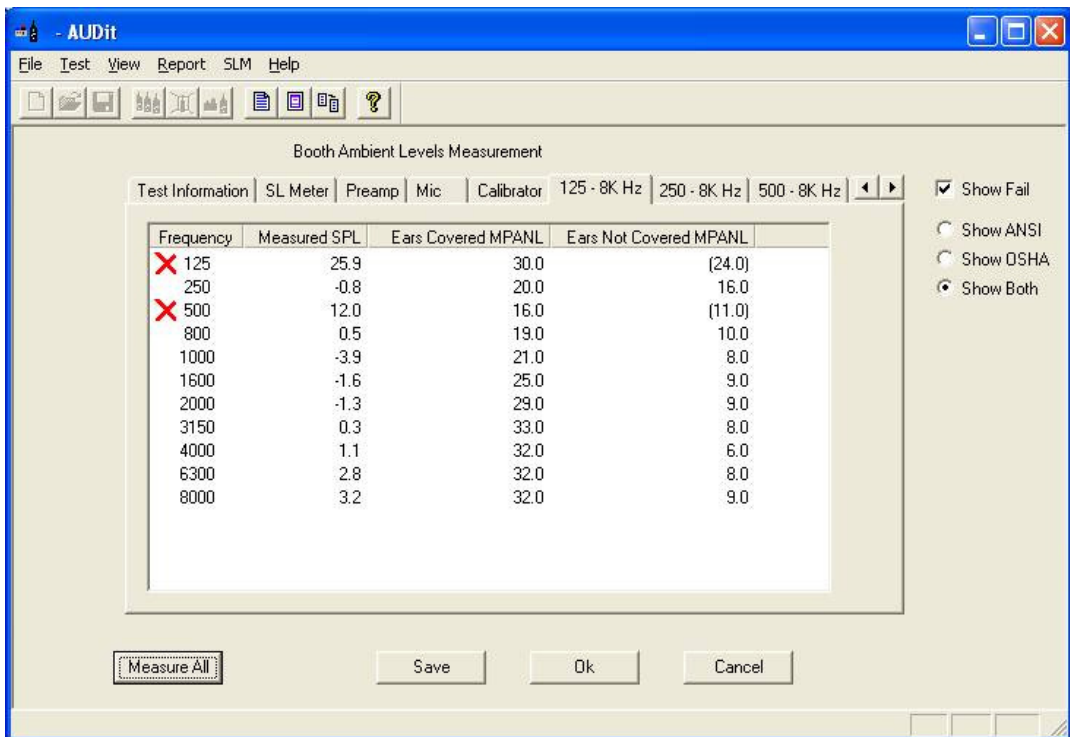 - AUDit
File Test View Report SLM Help
Booth Ambient Levels Measurement
Test Information SL Meter Preamp Mic Calibrator 125 - 8K Hz 250 - 8K Hz 500 - 8K Hz
Show Fail
Show ANSI
Show OSHA
Show Both
Frequency Measured SPL Ears Covered MPANL Ears Not Covered MPANL
125 25.9 30.0 (24.0)
250 -0.8 20.0 16.0
500 12.0 16.0 (11.0)
800 0.5 19.0 10.0
1000 -3.9 21.0 8.0
1600 -1.6 25.0 9.0
2000 -1.3 29.0 9.0
3150 0.3 33.0 8.0
4000 1.1 32.0 6.0
6300 2.8 32.0 8.0
8000 3.2 32.0 9.0
Measure All Save Ok Cancel